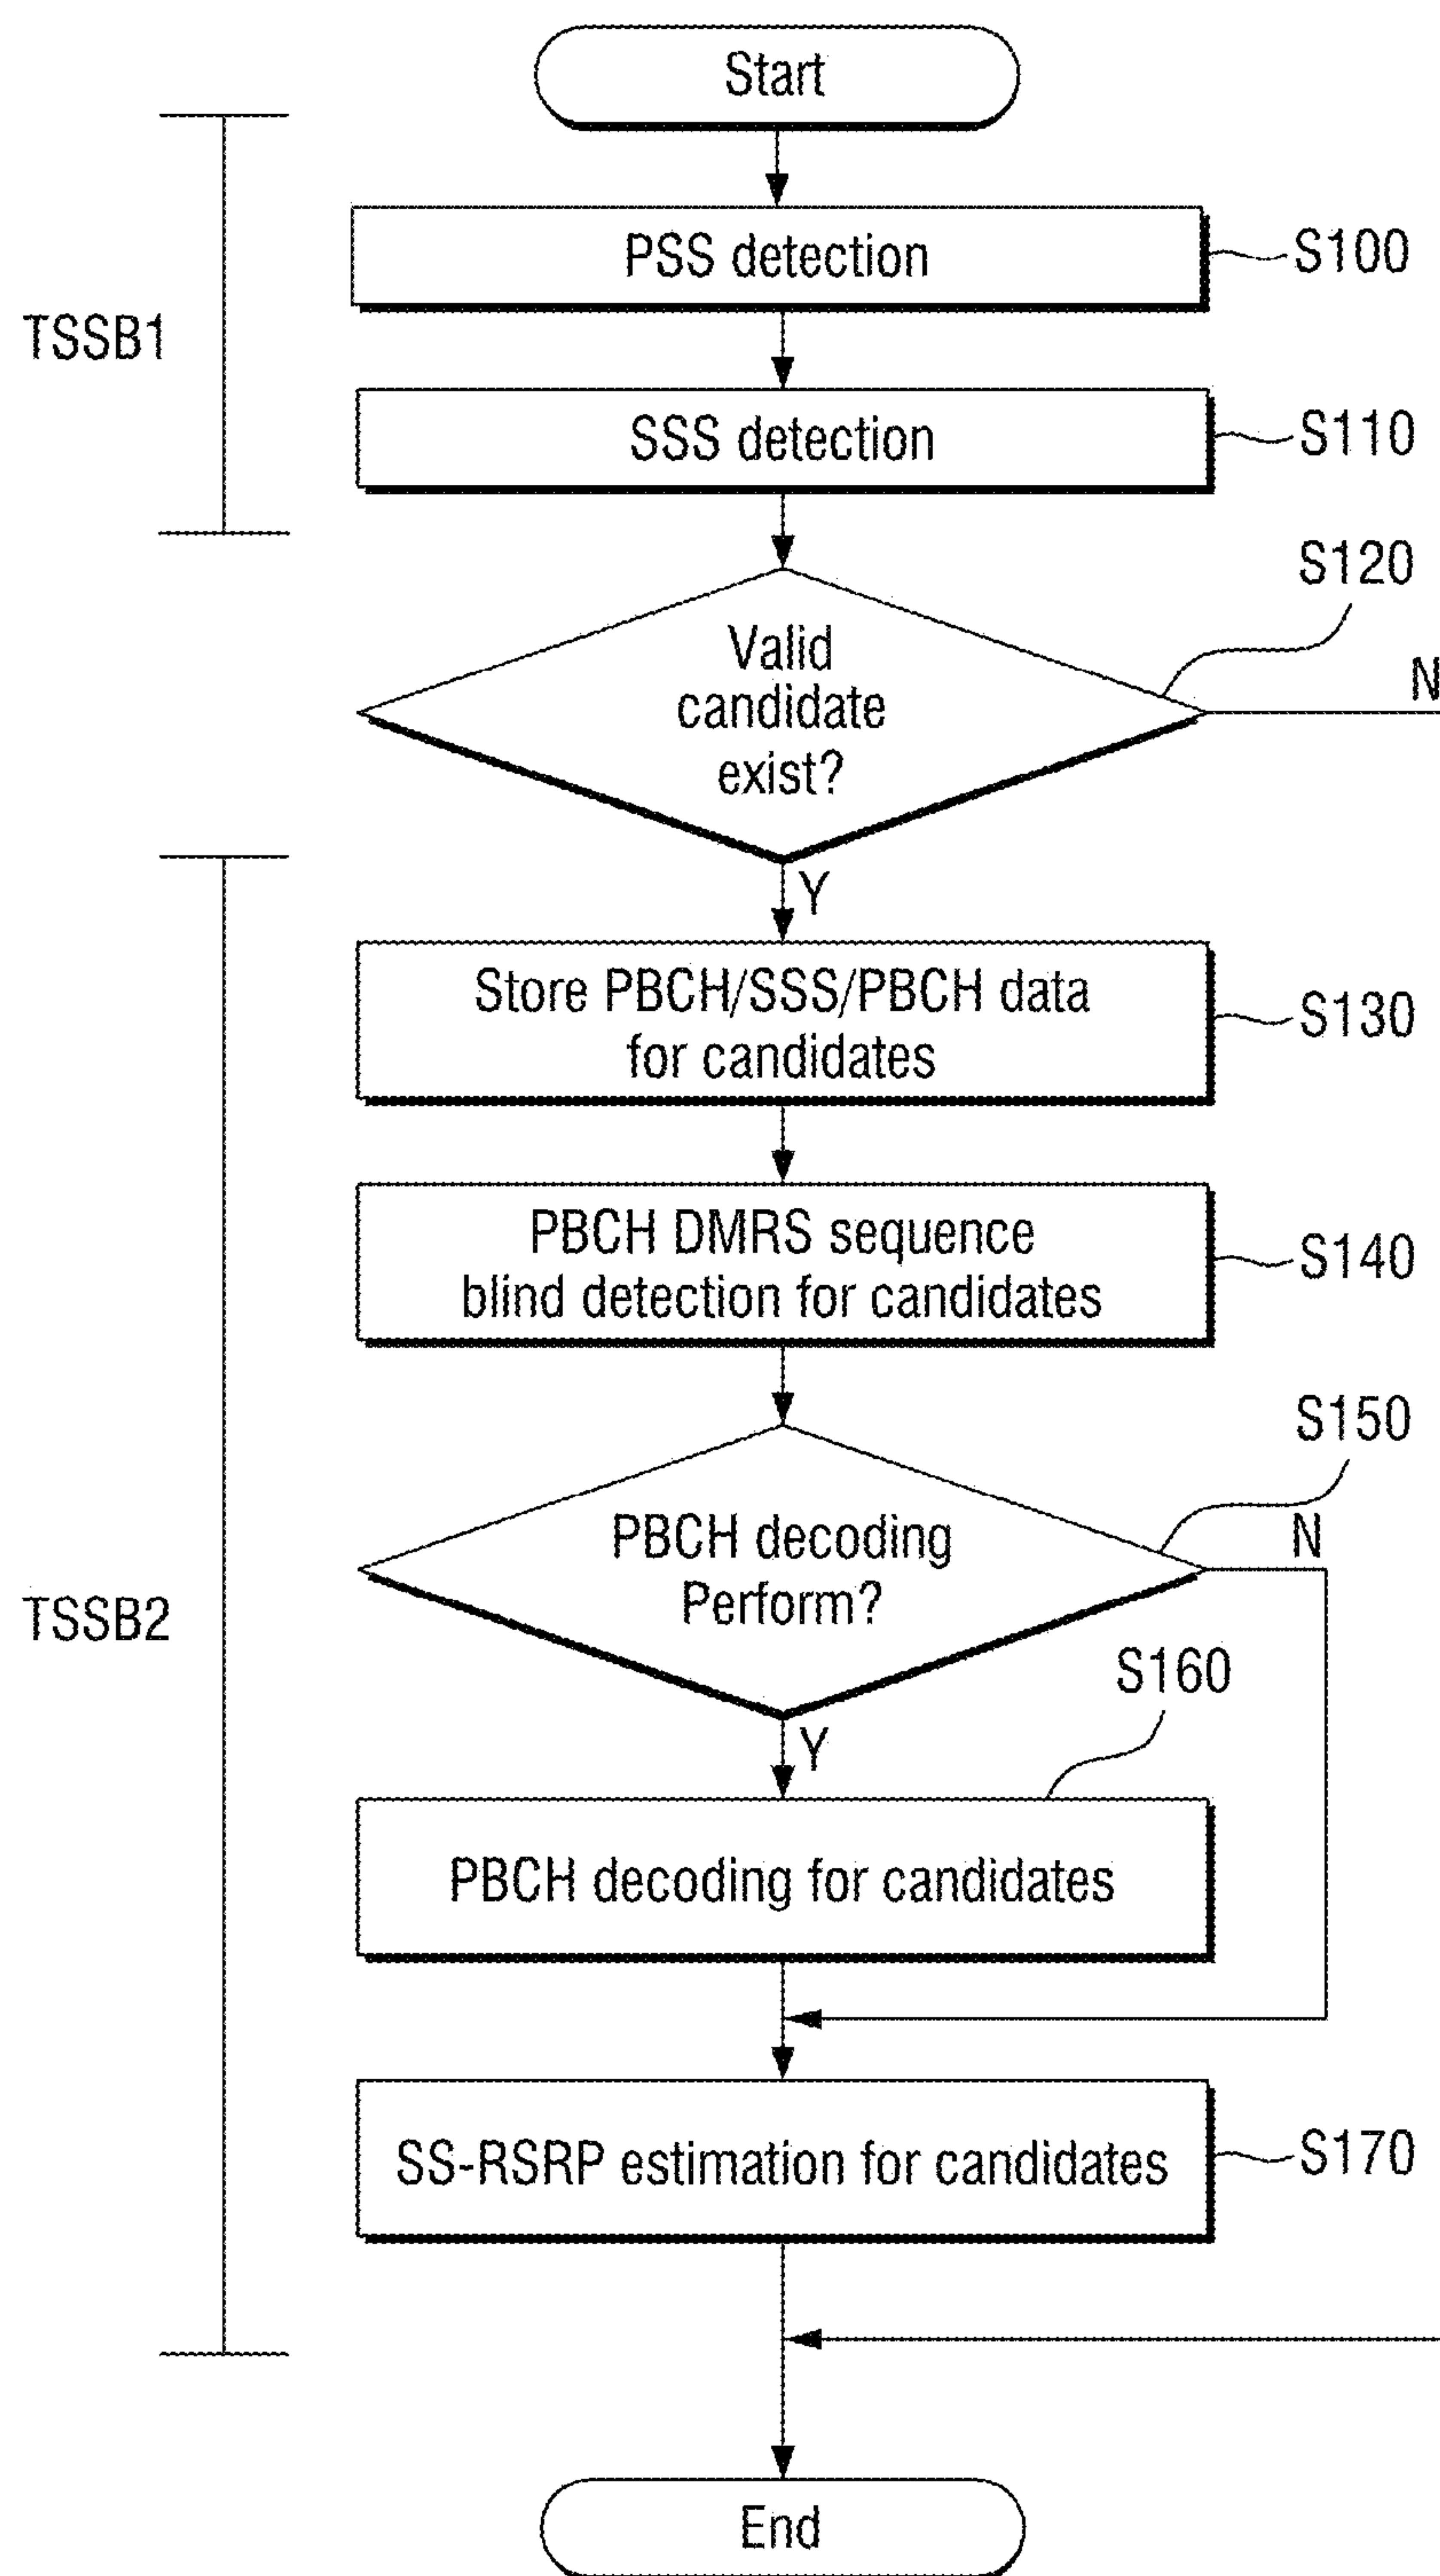 Start
PSS detection
S100
TSSB1
SSS detection
S110
S120
Valid
candidate
exist?
N
Y
Store PBCH/SSS/PBCH data
for candidates
S130
PBCH DMRS sequence
blind detection for candidates
S140
S150
PBCH decoding
Perform?
N
TSSB2
S160
Y
PBCH decoding for candidates
SS-RSRP estimation for candidates
S170
End